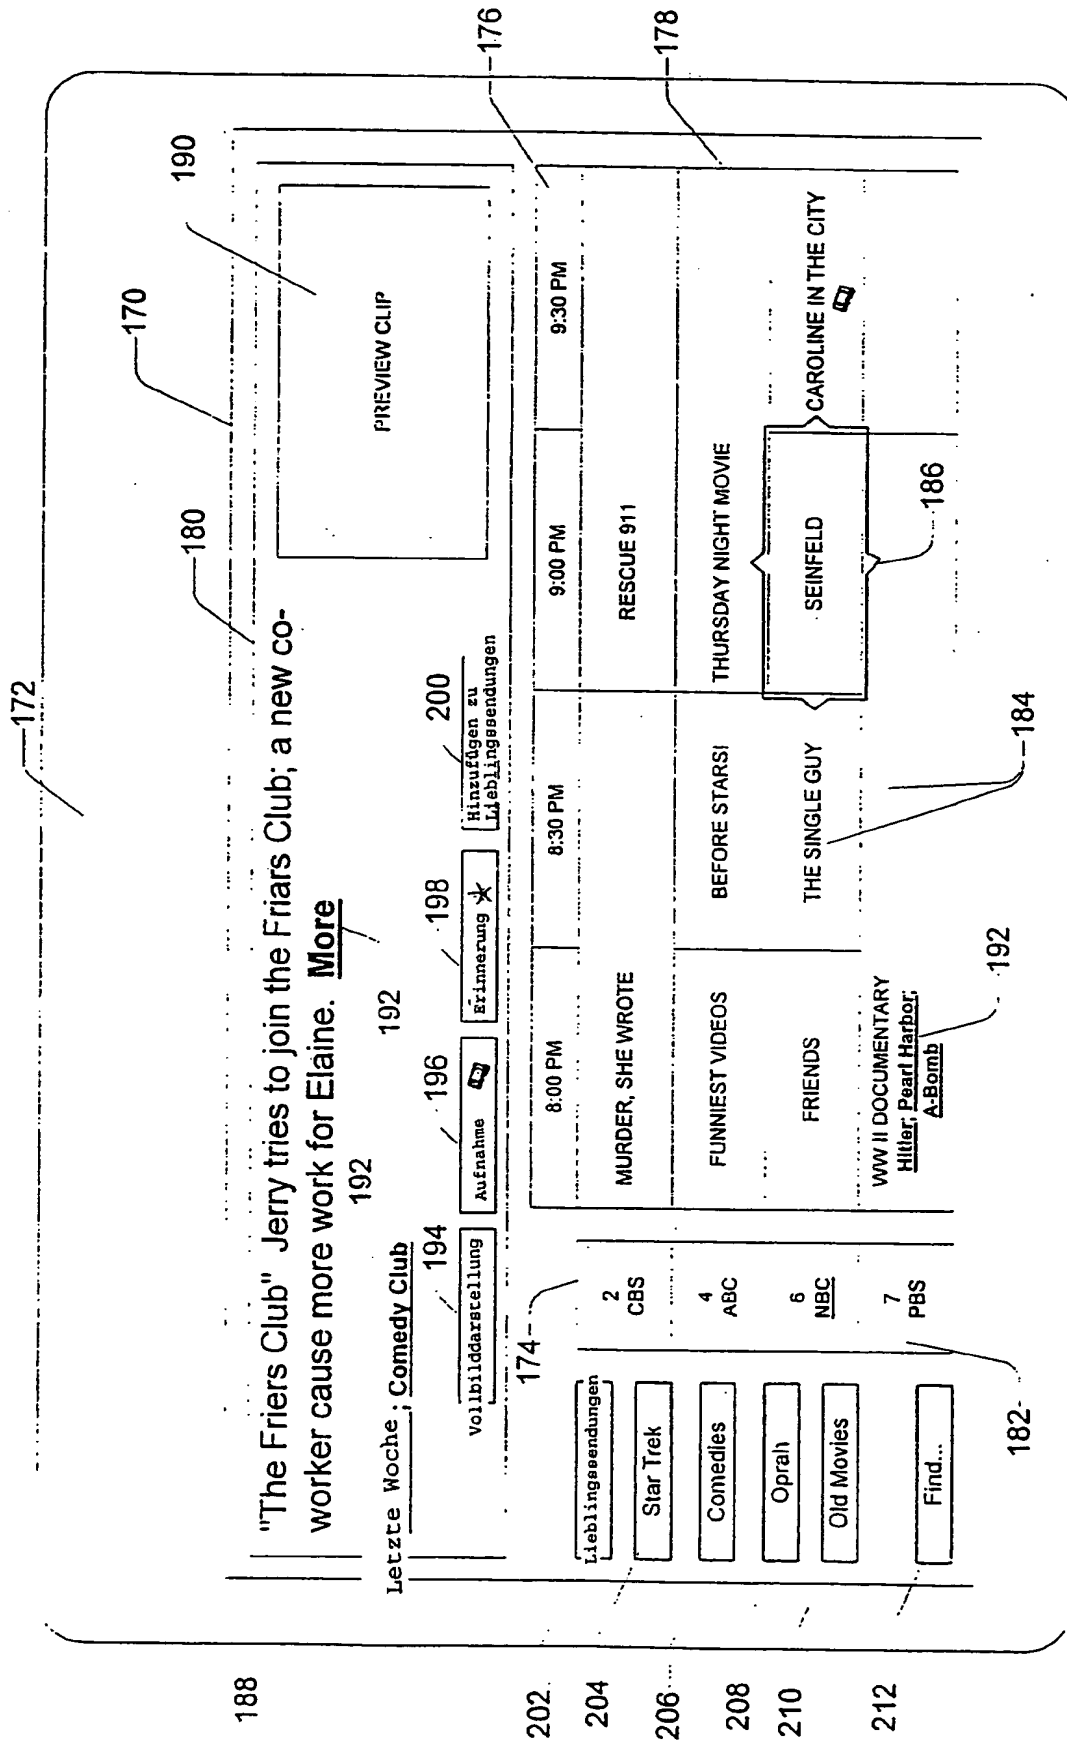 172
170
180
190
188
"The Friers Club" Jerry tries to join the Friars Club; a new co-
worker cause more work for Elaine. More
192
192
PREVIEW CLIP
Letzte Woche; Comedy Club
194
196
198
200
Vollbilddarstellung
Aufnahme
Erinnerung
Hinzufügen zu
Lieblingssendungen
174
176
178
8:00 PM
8:30 PM
9:00 PM
9:30 PM
202
Lieblingssendungen
2
CBS
MURDER, SHE WROTE
RESCUE 911
204
Star Trek
206
Comedies
4
ABC
FUNNIEST VIDEOS
BEFORE STARS!
THURSDAY NIGHT MOVIE
208
Oprah
6
NBC
FRIENDS
THE SINGLE GUY
SEINFELD
CAROLINE IN THE CITY
210
Old Movies
7
PBS
WW II DOCUMENTARY
Hitler; Pearl Harbor;
A-Bomb
212
Find...
182
192
184
186